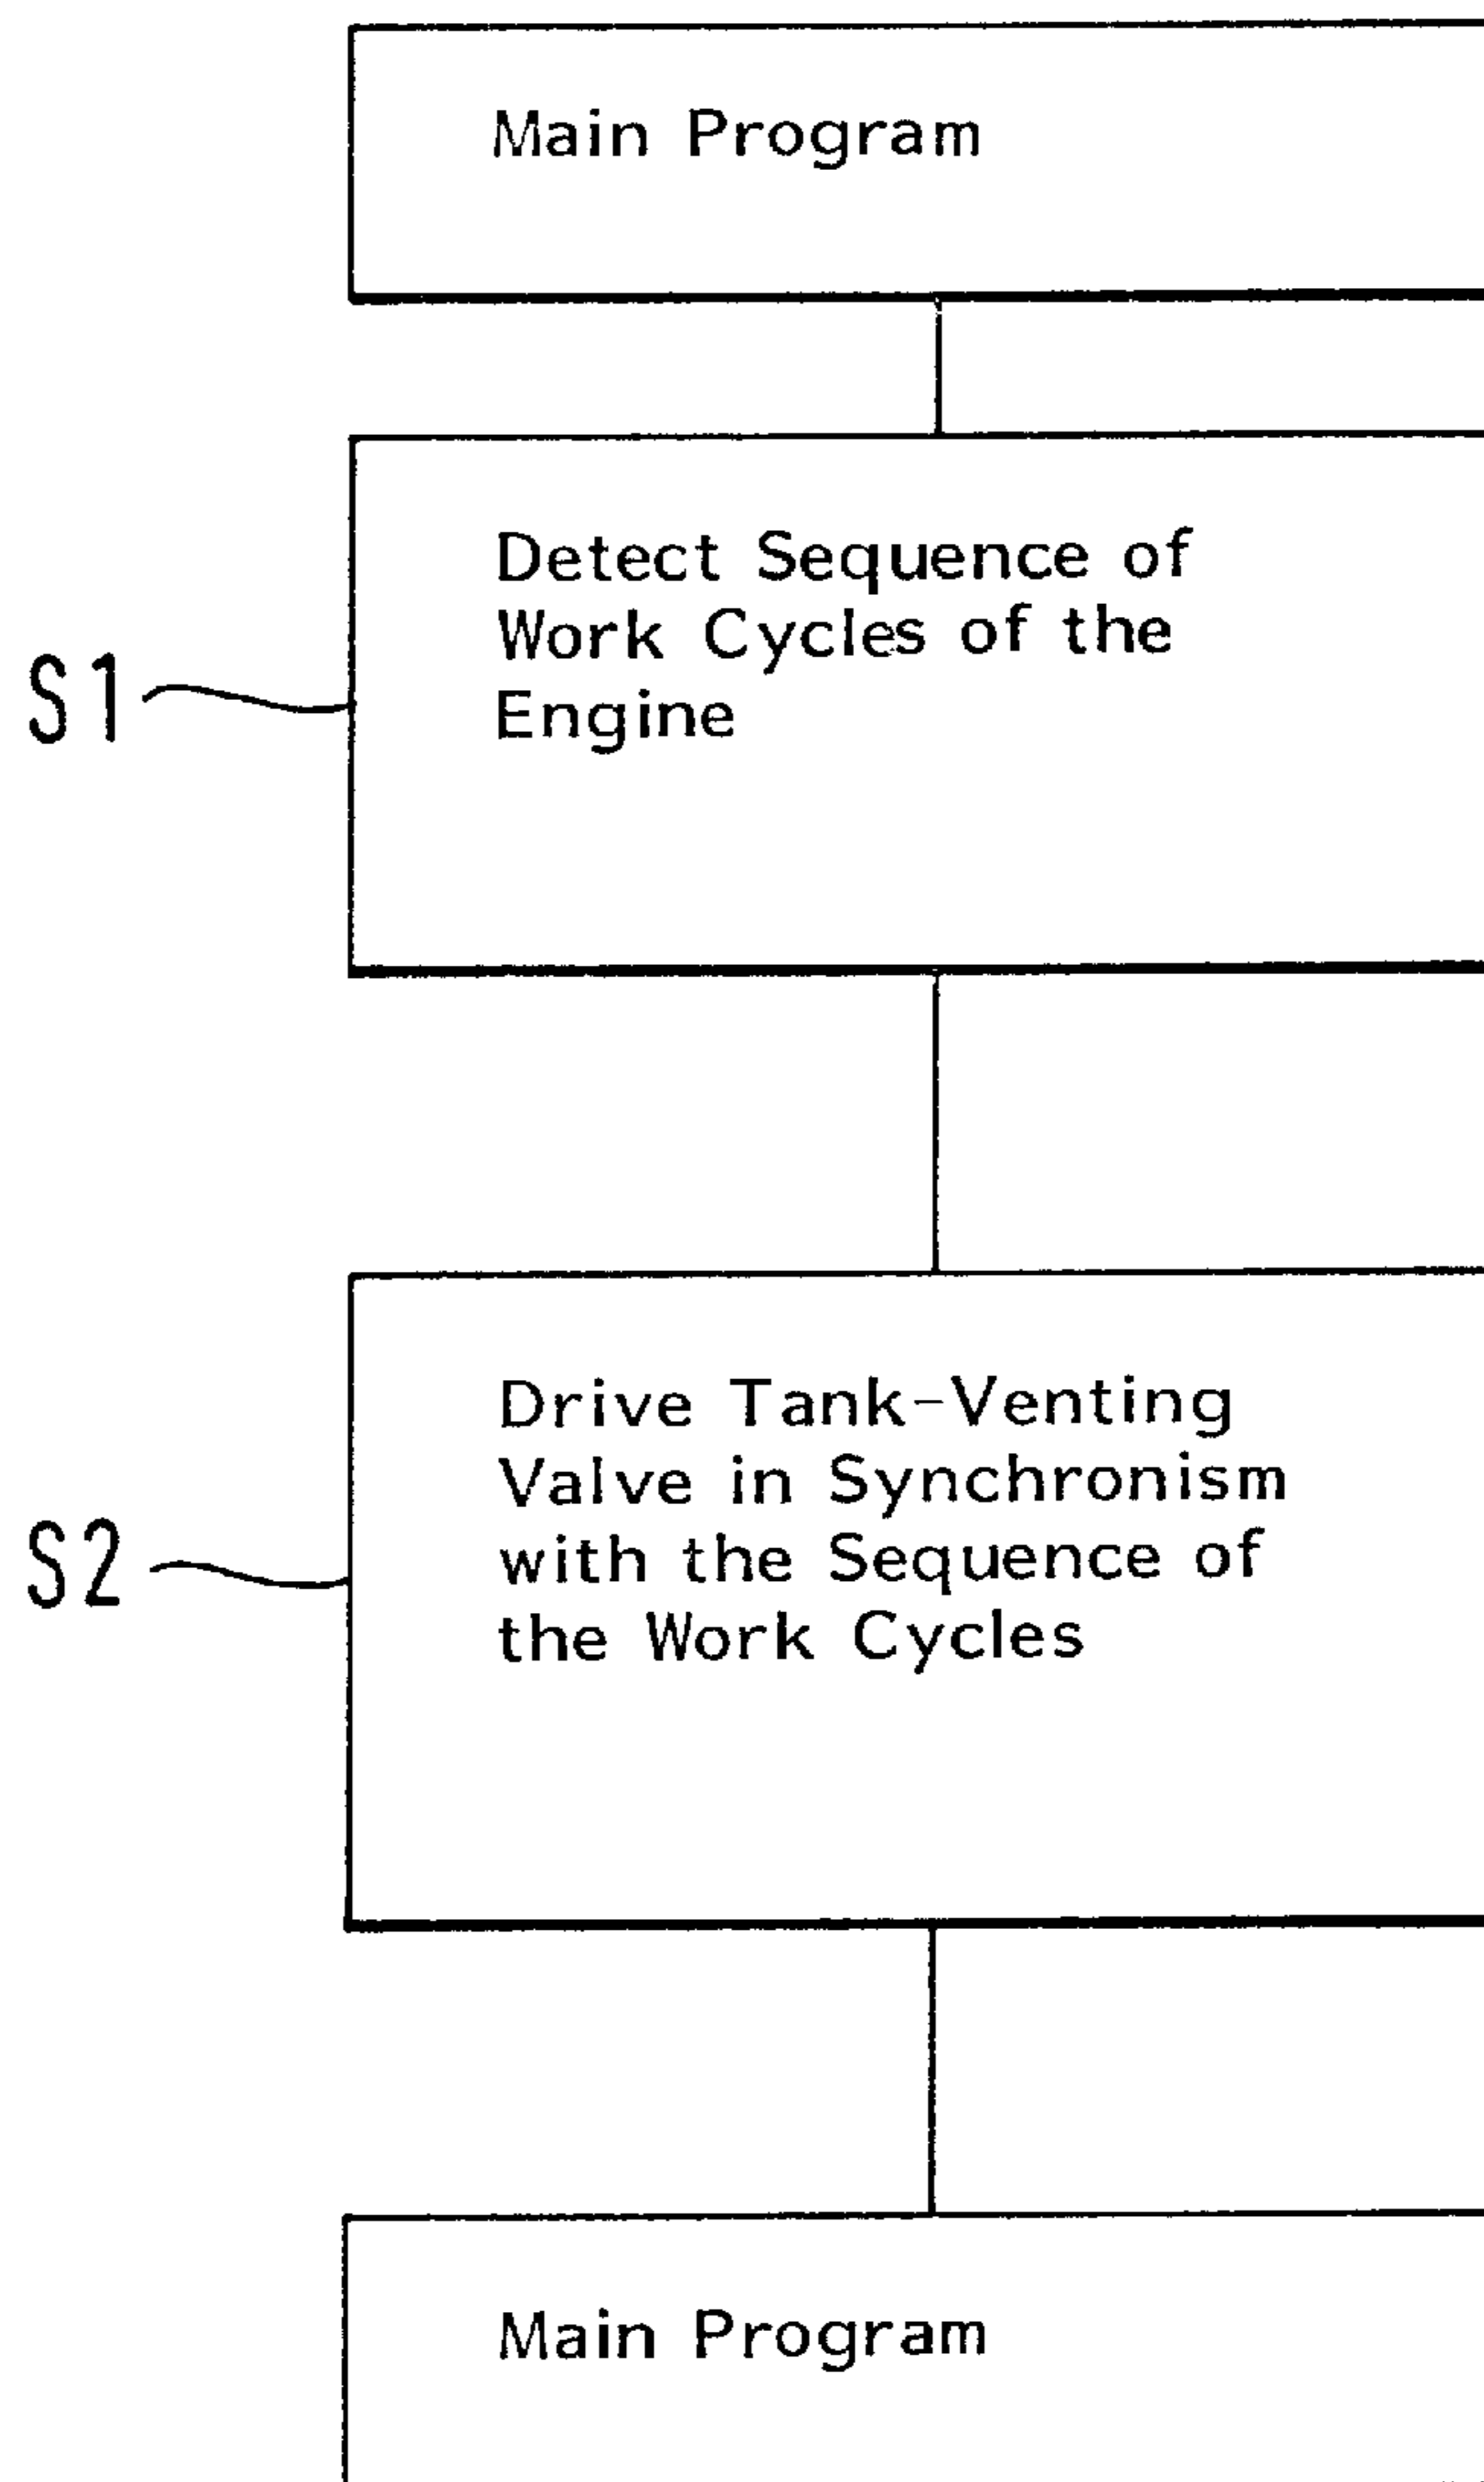 Main Program
Detect Sequence of
Work Cycles of the
S1
Engine
Drive Tank-Venting
Valve in Synchronism
S2
with the Sequence of
the Work Cycles
Main Program